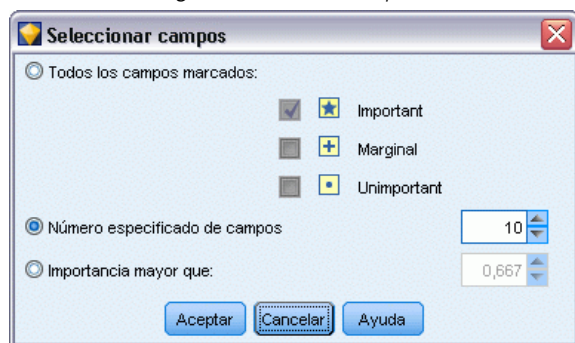 Seleccionar campos
Todos los campos marcados:
Important
Marginal
Unimportant
Número especificado de campos 10
Importancia mayor que: 0,667
Aceptar Cancelar Ayuda